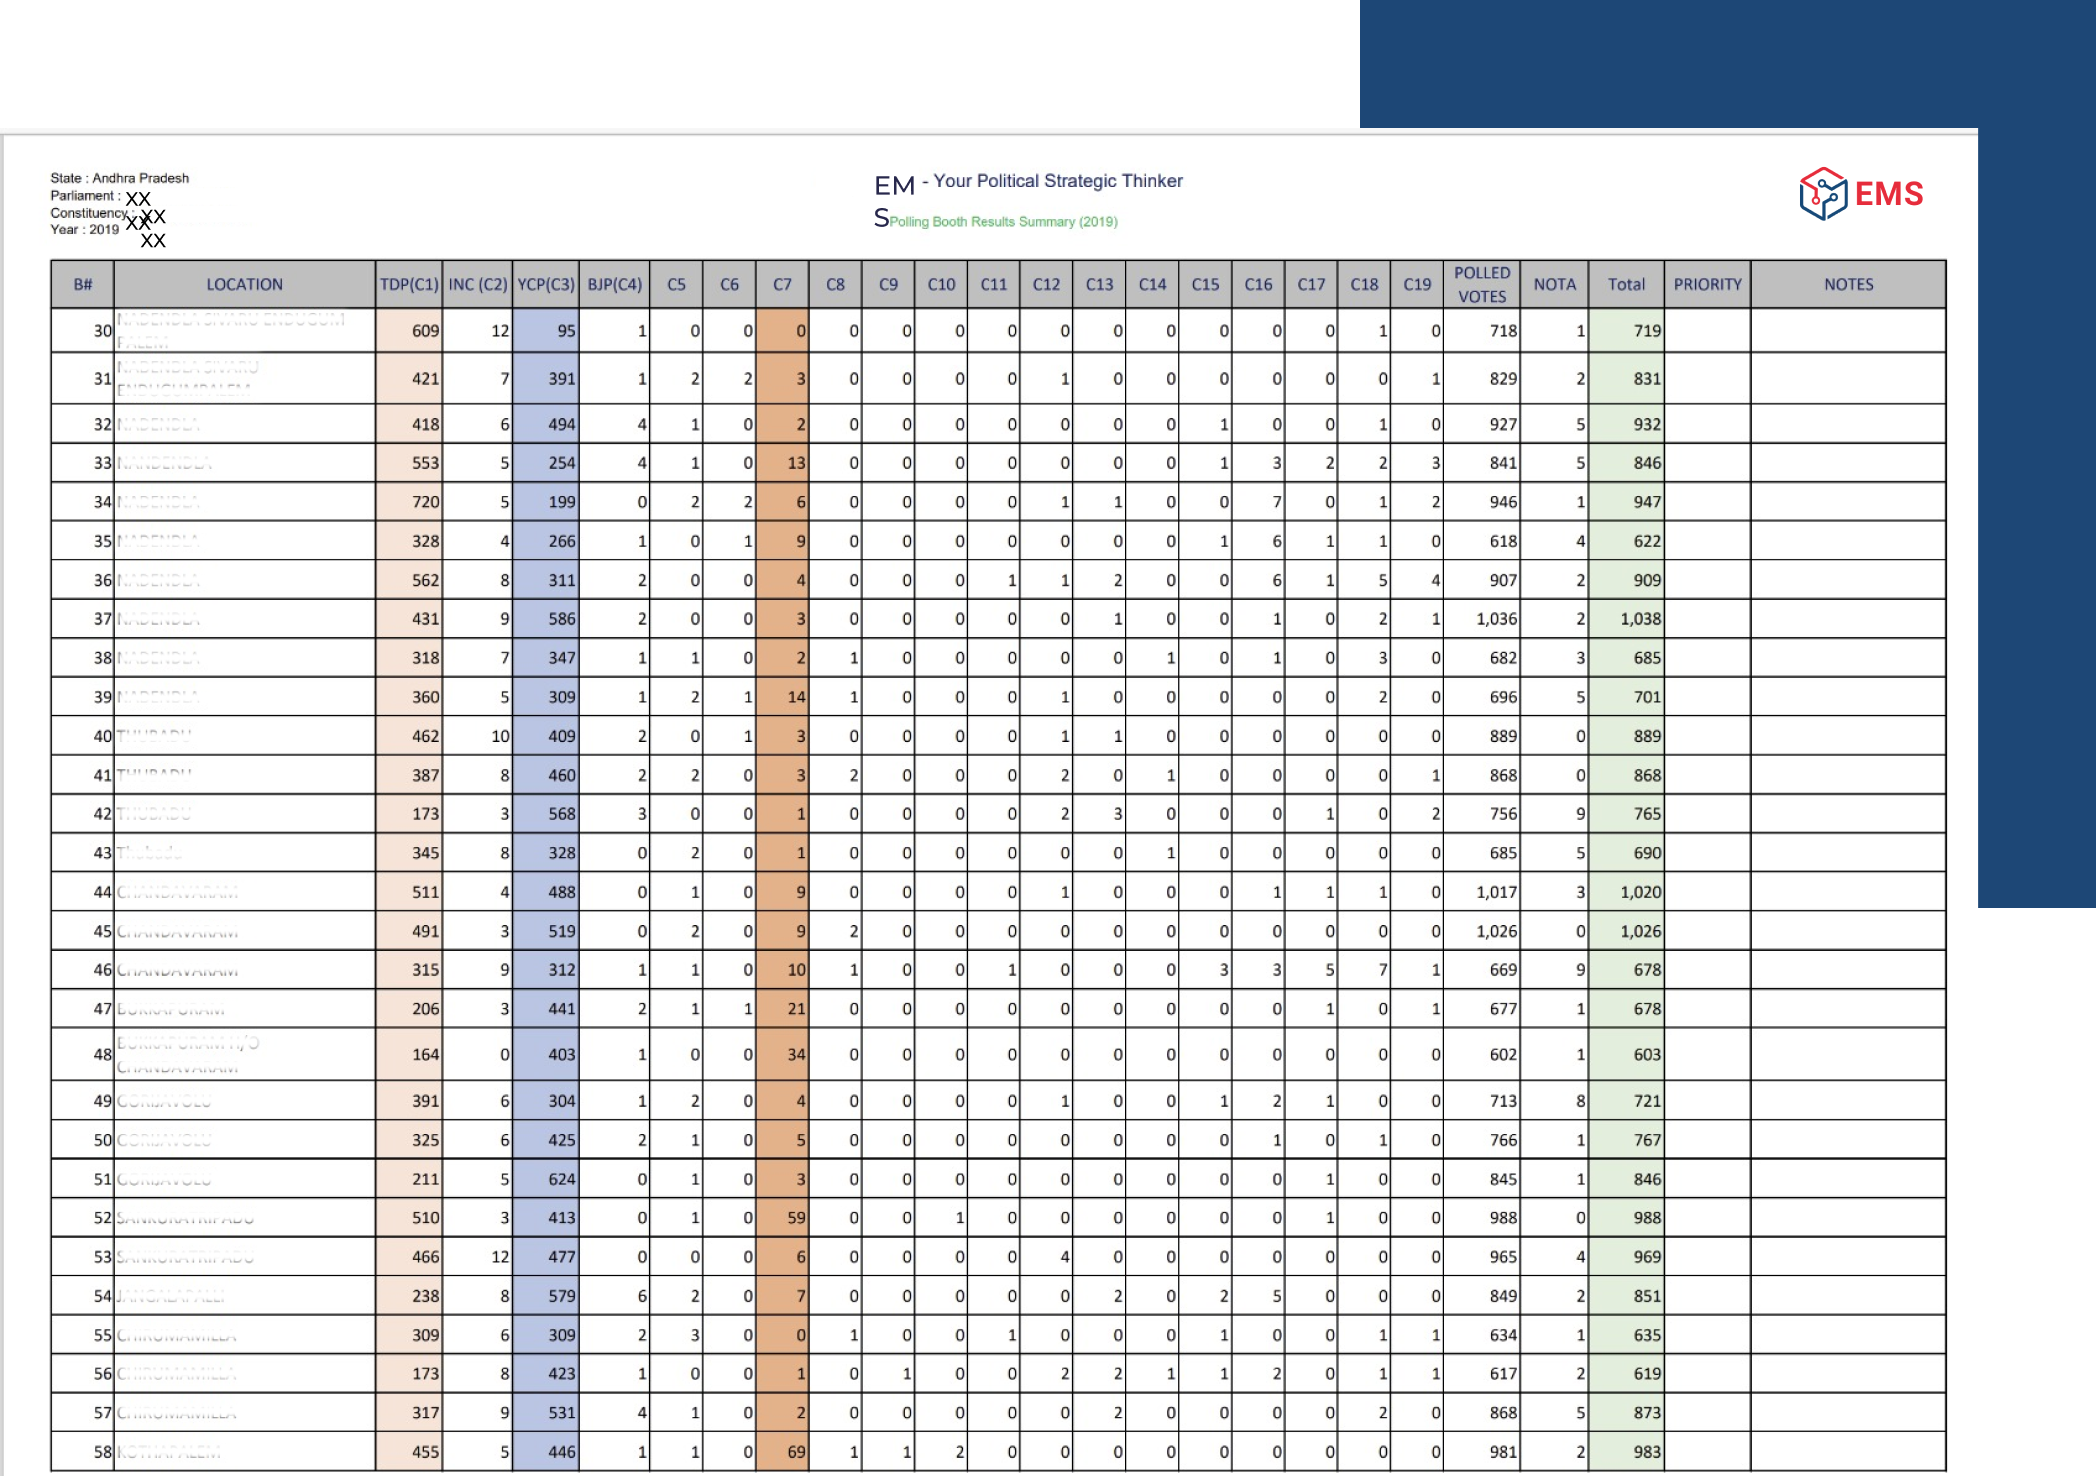 State : Andhra Pradesh
Parliament : XX
Constituency : XX
XX
Year : 2019
XX
EM - Your Political Strategic Thinker
S Polling Booth Results Summary (2019)
EMS
B# LOCATION TDP(C1) INC (C2) YCP(C3) BJP(C4) C5 C6 C7 C8 C9 C10 C11 C12 C13 C14 C15 C16 C17 C18 C19 POLLED VOTES NOTA Total PRIORITY NOTES
30 609 12 95 1 0 0 0 0 0 0 0 0 0 0 0 0 0 1 0 718 1 719
31 421 7 391 1 2 2 3 0 0 0 0 1 0 0 0 0 0 0 1 829 2 831
32 NADENDLA 418 6 494 4 1 0 2 0 0 0 0 0 0 0 1 0 0 1 0 927 5 932
33 NANDENDLA 553 5 254 4 1 0 13 0 0 0 0 0 0 0 1 3 2 2 3 841 5 846
34 NADENDLA 720 5 199 0 2 2 6 0 0 0 0 1 1 0 0 7 0 1 2 946 1 947
35 NADENDLA 328 4 266 1 0 1 9 0 0 0 0 0 0 0 1 6 1 1 0 618 4 622
36 NADENDLA 562 8 311 2 0 0 4 0 0 0 1 1 2 0 0 6 1 5 4 907 2 909
37 NADENDLA 431 9 586 2 0 0 3 0 0 0 0 0 1 0 0 1 0 2 1 1,036 2 1,038
38 NADENDLA 318 7 347 1 1 0 2 1 0 0 0 0 0 1 0 1 0 3 0 682 3 685
39 NADENDLA 360 5 309 1 2 1 14 1 0 0 0 1 0 0 0 0 0 2 0 696 5 701
40 THUBADU 462 10 409 2 0 1 3 0 0 0 0 1 1 0 0 0 0 0 0 889 0 889
41 THUBADU 387 8 460 2 2 0 3 2 0 0 0 2 0 1 0 0 0 0 1 868 0 868
42 THUBADU 173 3 568 3 0 0 1 0 0 0 0 2 3 0 0 0 1 0 2 756 9 765
43 Thubadu 345 8 328 0 2 0 1 0 0 0 0 0 0 1 0 0 0 0 0 685 5 690
44 CHANDAVARAM 511 4 488 0 1 0 9 0 0 0 0 1 0 0 0 1 1 1 0 1,017 3 1,020
45 CHANDAVARAM 491 3 519 0 2 0 9 2 0 0 0 0 0 0 0 0 0 0 0 1,026 0 1,026
46 CHANDAVARAM 315 9 312 1 1 0 10 1 0 0 1 0 0 0 3 3 5 7 1 669 9 678
47 206 3 441 2 1 1 21 0 0 0 0 0 0 0 0 0 1 0 1 677 1 678
48 164 0 403 1 0 0 34 0 0 0 0 0 0 0 0 0 0 0 0 602 1 603
49 391 6 304 1 2 0 4 0 0 0 0 1 0 0 1 2 1 0 0 713 8 721
50 325 6 425 2 1 0 5 0 0 0 0 0 0 0 0 1 0 1 0 766 1 767
51 211 5 624 0 1 0 3 0 0 0 0 0 0 0 0 0 1 0 0 845 1 846
52 510 3 413 0 1 0 59 0 0 1 0 0 0 0 0 0 1 0 0 988 0 988
53 466 12 477 0 0 0 6 0 0 0 0 4 0 0 0 0 0 0 0 965 4 969
54 238 8 579 6 2 0 7 0 0 0 0 0 2 0 2 5 0 0 0 849 2 851
55 309 6 309 2 3 0 0 1 0 0 1 0 0 0 1 0 0 1 1 634 1 635
56 173 8 423 1 0 0 1 0 1 0 0 2 2 1 1 2 0 1 1 617 2 619
57 317 9 531 4 1 0 2 0 0 0 0 0 2 0 0 0 0 2 0 868 5 873
58 455 5 446 1 1 0 69 1 1 2 0 0 0 0 0 0 0 0 0 981 2 983